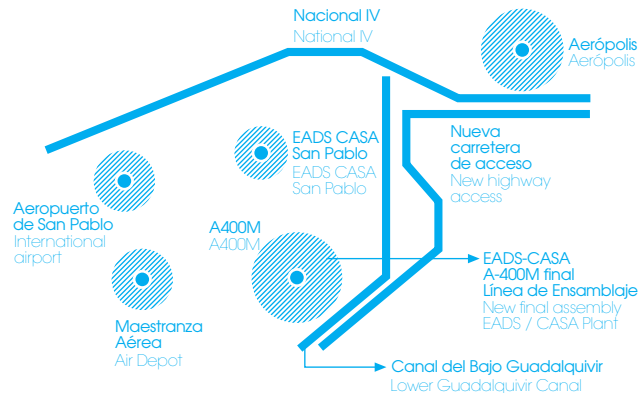 Nacional IV
National IV
Aerópolis
Aerópolis
EADS CASA
San Pablo
EADS CASA
San Pablo
Nueva
carretera
de acceso
New highway
access
Aeropuerto
de San Pablo
International
airport
A400M
A400M
EADS-CASA
A-400M final
Línea de Ensamblaje
New final assembly
EADS / CASA Plant
Maestranza
Aérea
Air Depot
Canal del Bajo Guadalquivir
Lower Guadalquivir Canal